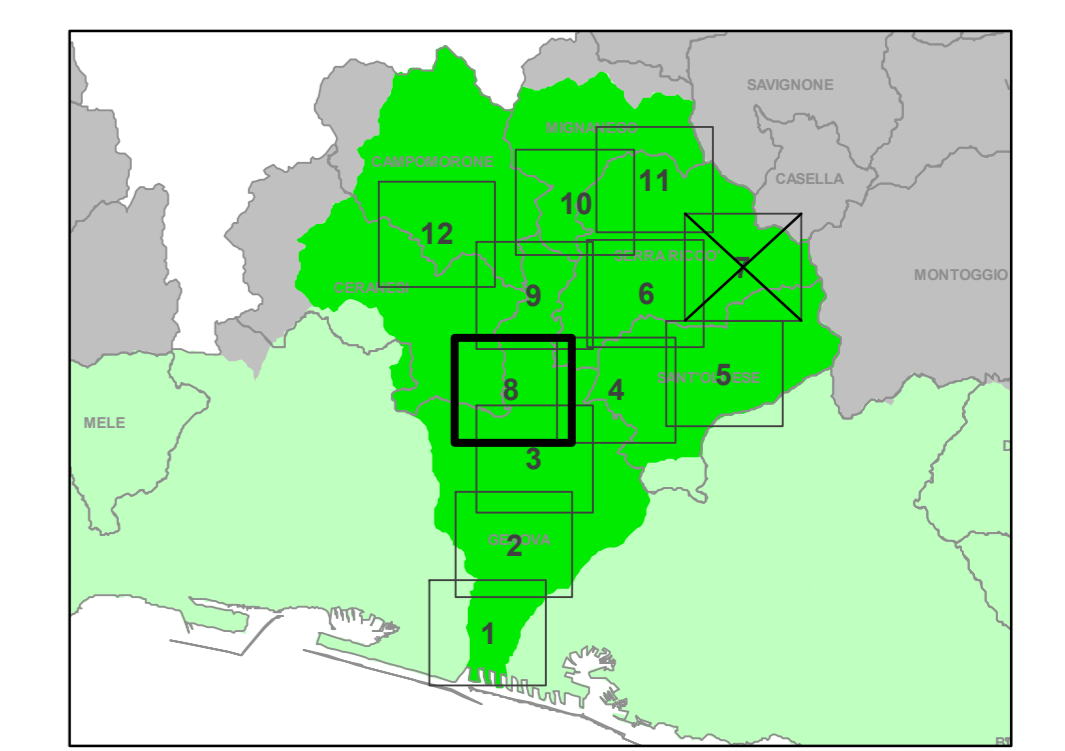 SAVIGNONE
MIGNANEGO
CAMPOMORONE
CASELLA
11
10
12
SERRA RICCO'
7
MONTOGGIO
CERANESI
9
6
8
4
SANT'OLCESE
5
MELE
3
GENOVA
2
1